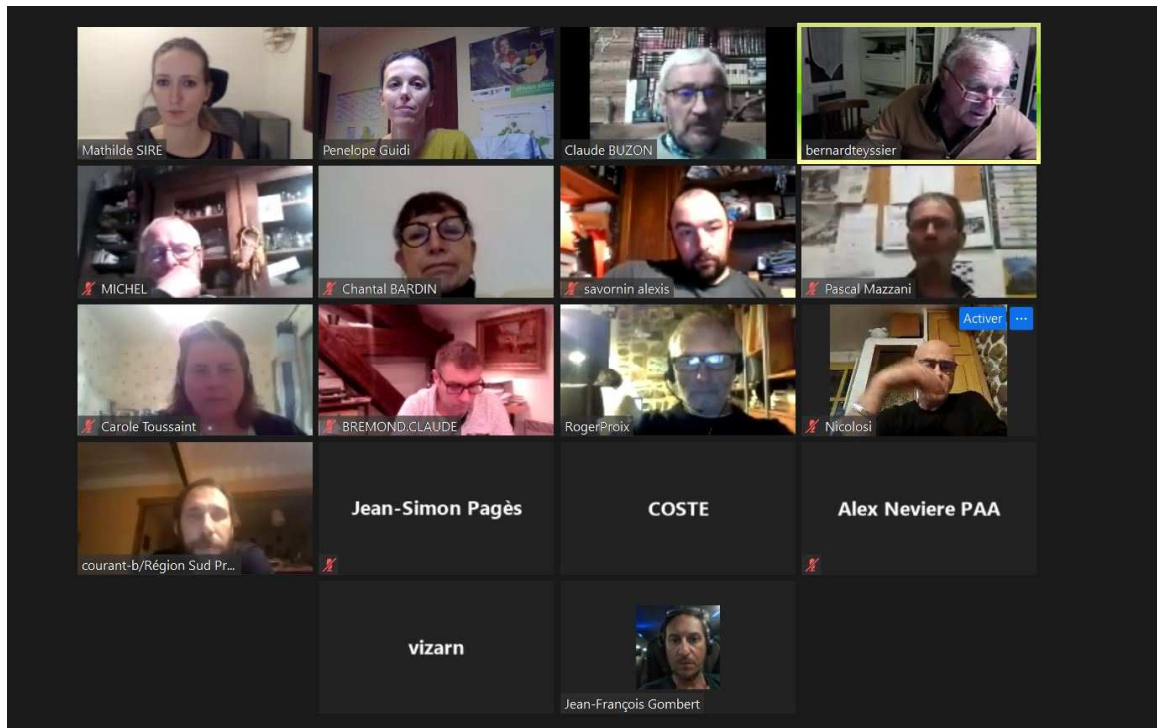 Mathilde SIRE
Penelope Guidi
Claude BUZON
bernardteyssier
MICHEL
Chantal BARDIN
savornin alexis
Pascal Mazzani
Carole Toussaint
BREMOND.CLAUDE
RogerProix
Activer ...
Nicolosi
courant-b/Région Sud Pr...
Jean-Simon Pagès
COSTE
Alex Neviere PAA
vizarn
Jean-François Gombert